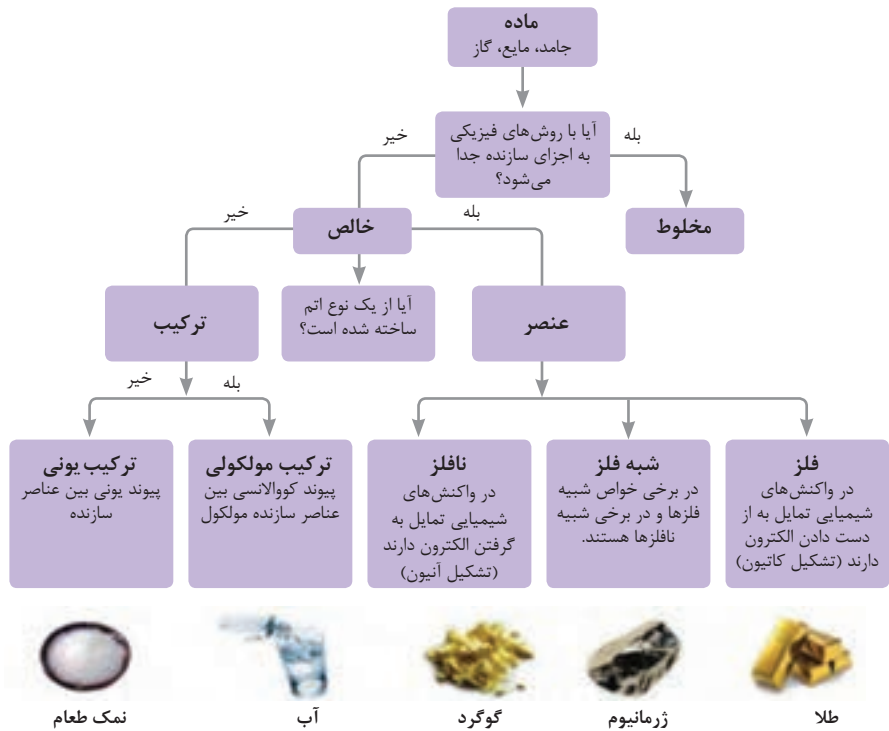 ماده
جامد، مایع، گاز
آیا با روش‌های فیزیکی
به اجزای سازنده جدا
می‌شود؟
بله
خیر
مخلوط
خالص
بله
خیر
آیا از یک نوع اتم
ساخته شده است؟
عنصر
ترکیب
بله
خیر
فلز
در واکنش‌های
شیمیایی تمایل به از
دست دادن الکترون
دارند (تشکیل کاتیون)
شبه فلز
در برخی خواص شبیه
فلزها و در برخی شبیه
نافلزها هستند.
نافلز
در واکنش‌های
شیمیایی تمایل به
گرفتن الکترون دارند
(تشکیل آنیون)
ترکیب مولکولی
پیوند کووالانسی بین
عناصر سازنده مولکول
ترکیب یونی
پیوند یونی بین عناصر
سازنده
طلا
ژرمانیوم
گوگرد
آب
نمک طعام